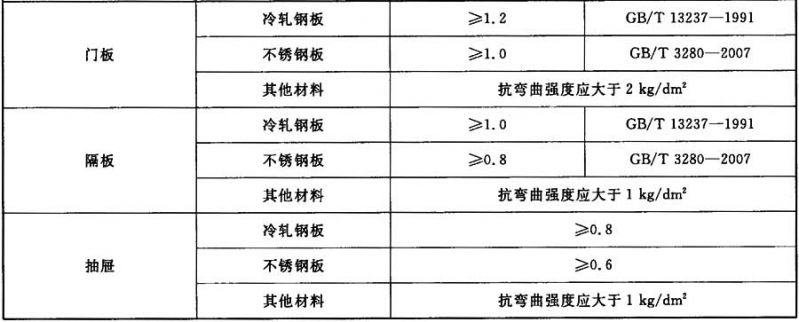 门板 冷轧钢板 ≥1.2 GB/T 13237—1991
不锈钢板 ≥1.0 GB/T 3280—2007
其他材料 抗弯曲强度应大于 2 kg/dm²
隔板 冷轧钢板 ≥1.0 GB/T 13237—1991
不锈钢板 ≥0.8 GB/T 3280—2007
其他材料 抗弯曲强度应大于 1 kg/dm²
抽屉 冷轧钢板 ≥0.8
不锈钢板 ≥0.6
其他材料 抗弯曲强度应大于 1 kg/dm²